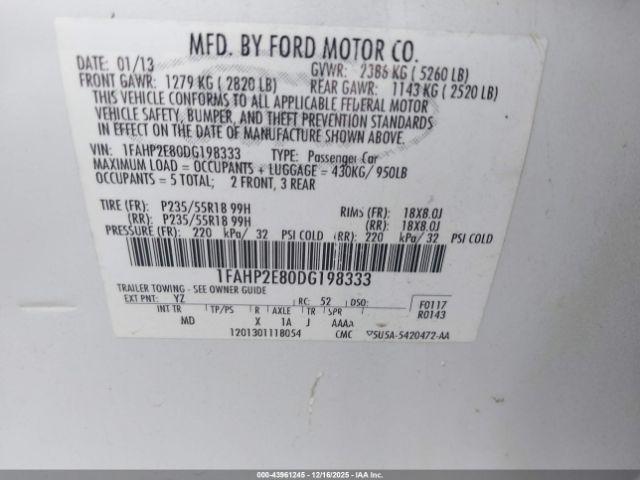 MFD. BY FORD MOTOR CO.
DATE: 01/13 GVWR: 2386 KG ( 5260 LB)
FRONT GAWR: 1279 KG ( 2820 LB) REAR GAWR: 1143 KG ( 2520 LB)
THIS VEHICLE CONFORMS TO ALL APPLICABLE FEDERAL MOTOR
VEHICLE SAFETY, BUMPER, AND THEFT PREVENTION STANDARDS
IN EFFECT ON THE DATE OF MANUFACTURE SHOWN ABOVE.
VIN: 1FAHP2E80DG198333 TYPE: Passenger Car
MAXIMUM LOAD = OCCUPANTS + LUGGAGE = 430KG/ 950LB
OCCUPANTS = 5 TOTAL; 2 FRONT, 3 REAR
TIRE (FR): P235/55R18 99H RIMS (FR): 18X8.0J
(RR): P235/55R18 99H (RR): 18X8.0J
PRESSURE (FR): 220 kPa/ 32 PSI COLD (RR): 220 kPa/ 32 PSI COLD
1FAHP2E80DG198333
TRAILER TOWING - SEE OWNER GUIDE
EXT PNT: YZ RC: 52 DSO: F0117
INT TR TP/PS R AXLE TR SPR R0143
MD X 1A J AAAA
1201301118054 CMC 5U5A-5420472-AA
000-43961245 - 12/16/2025 - IAAI.CA